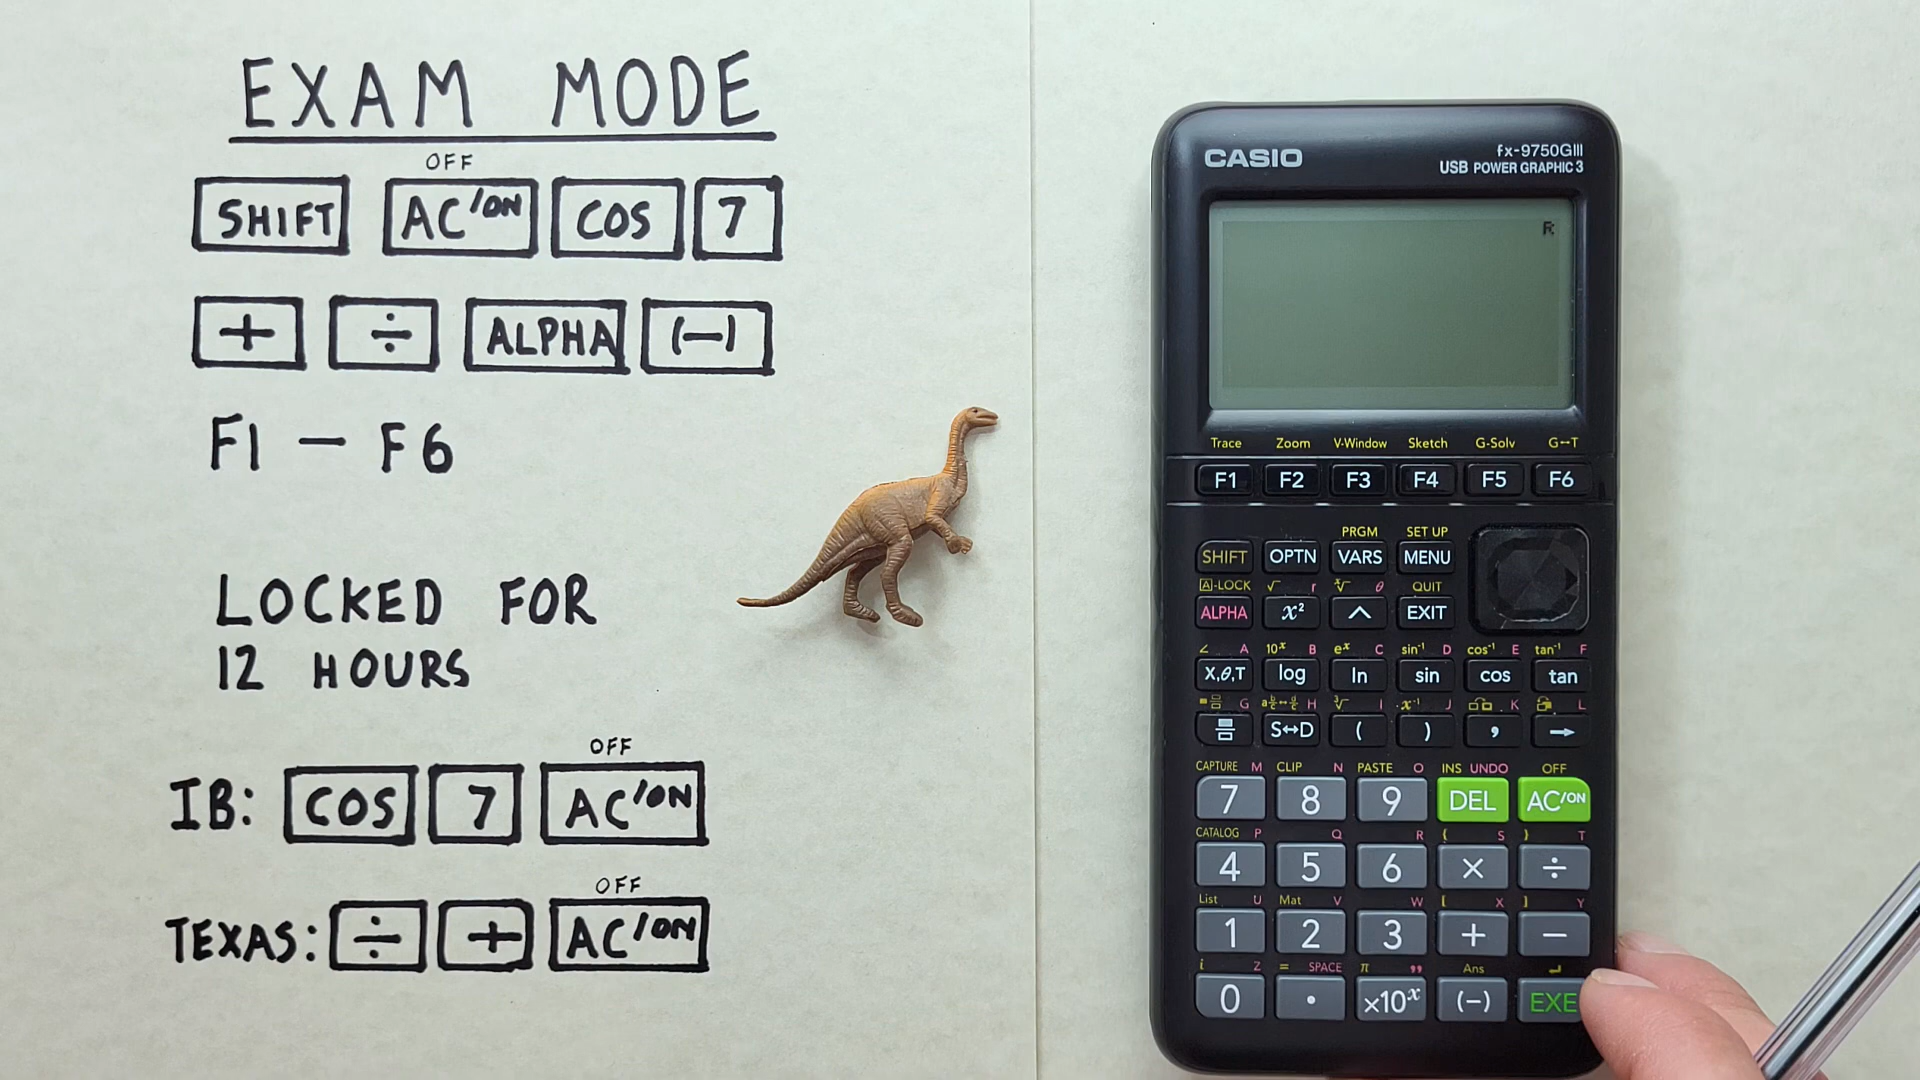 EXAM MODE
OFF
SHIFT AC/ON COS 7
+ ÷ ALPHA (−)
F1 — F6
LOCKED FOR
12 HOURS
OFF
IB: COS 7 AC/ON
OFF
TEXAS: ÷ + AC/ON
CASIO
fx-9750GIII
USB POWER GRAPHIC 3
R
Trace Zoom V-Window Sketch G-Solv G↔T
F1 F2 F3 F4 F5 F6
PRGM SET UP
SHIFT OPTN VARS MENU
A-LOCK √ r ˣ√ θ QUIT
ALPHA x² ^ EXIT
∠ A 10ˣ B eˣ C sin⁻¹ D cos⁻¹ E tan⁻¹ F
X,θ,T log ln sin cos tan
G a b/c↔d/c H ³√ I x⁻¹ J K L
S↔D ( ) , →
CAPTURE M CLIP N PASTE O INS UNDO OFF
7 8 9 DEL AC/ON
CATALOG P Q R { S } T
4 5 6 × ÷
List U Mat V W [ X ] Y
1 2 3 + −
i Z = SPACE π " Ans ↵
0 • ×10ˣ (−) EXE